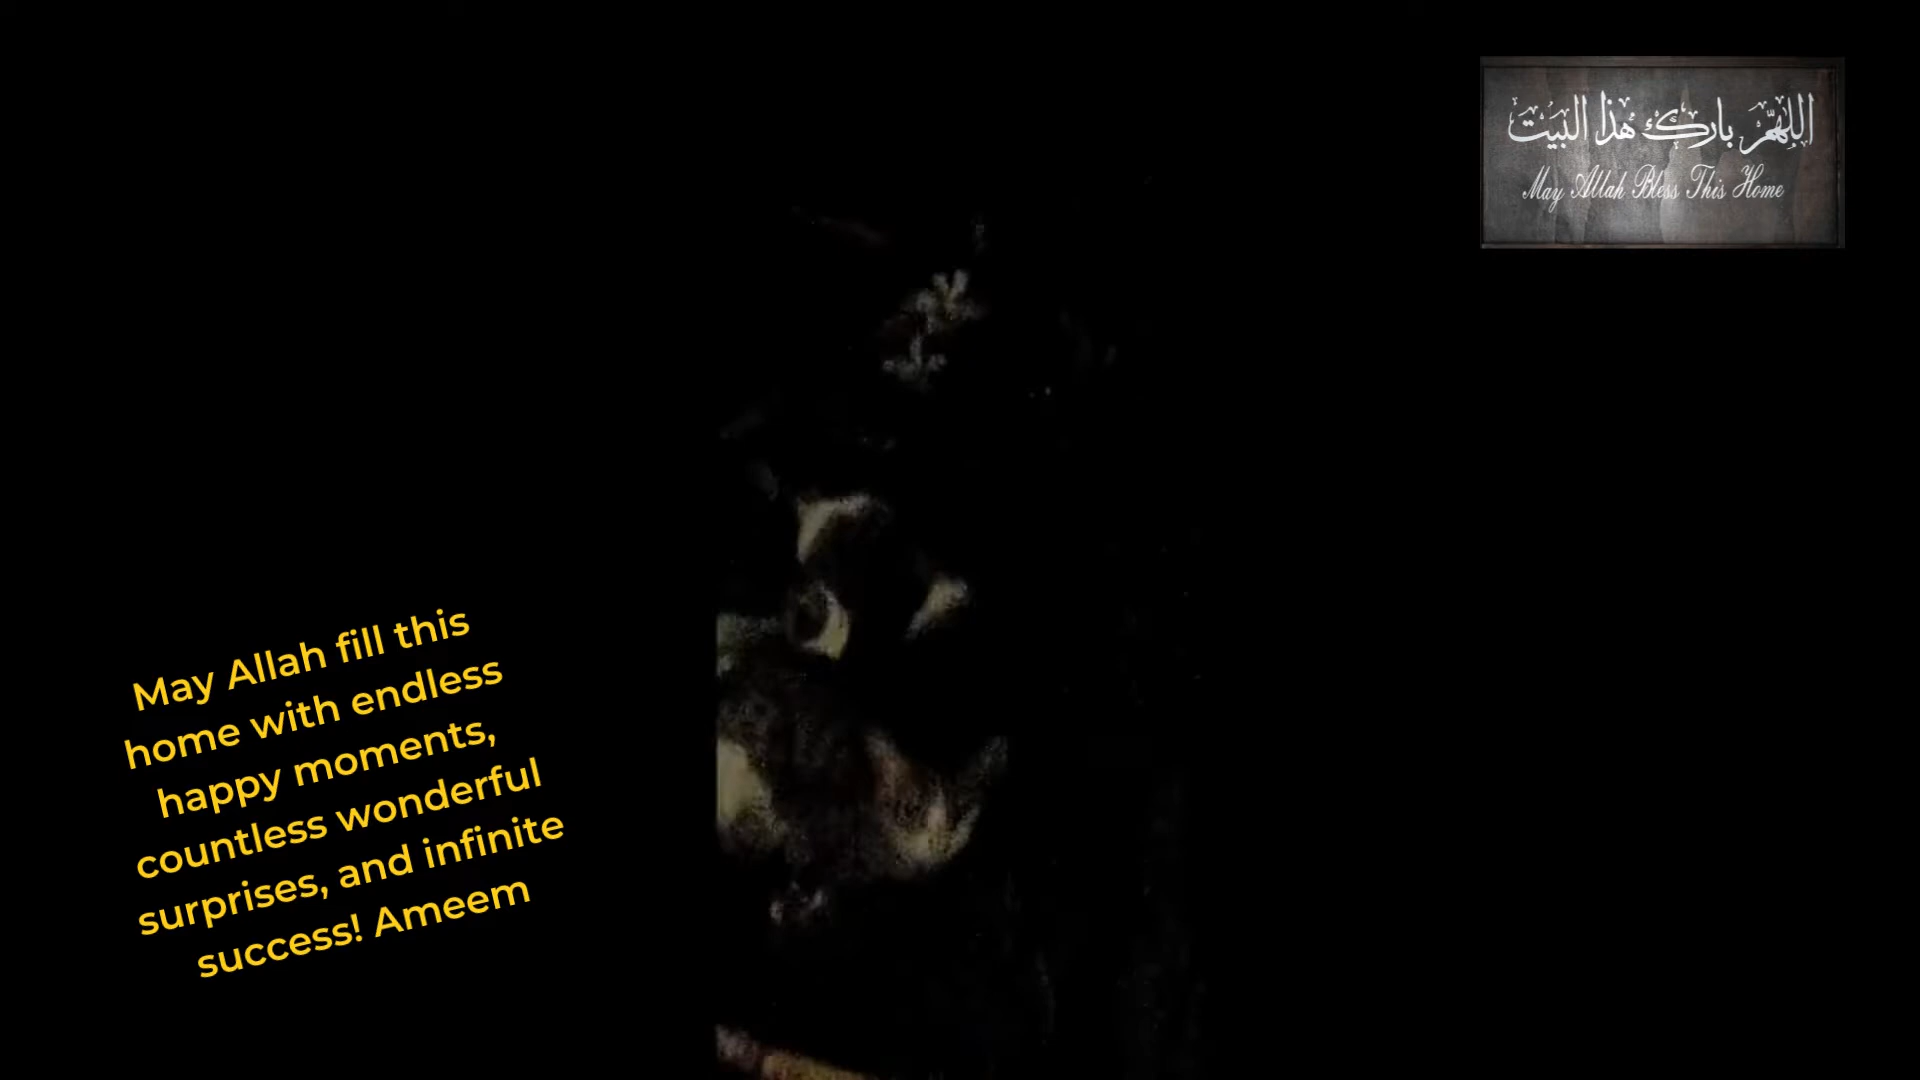 اللهم بارك هذا البيت
May Allah Bless This Home
May Allah fill this
home with endless
happy moments,
countless wonderful
surprises, and infinite
success! Ameem